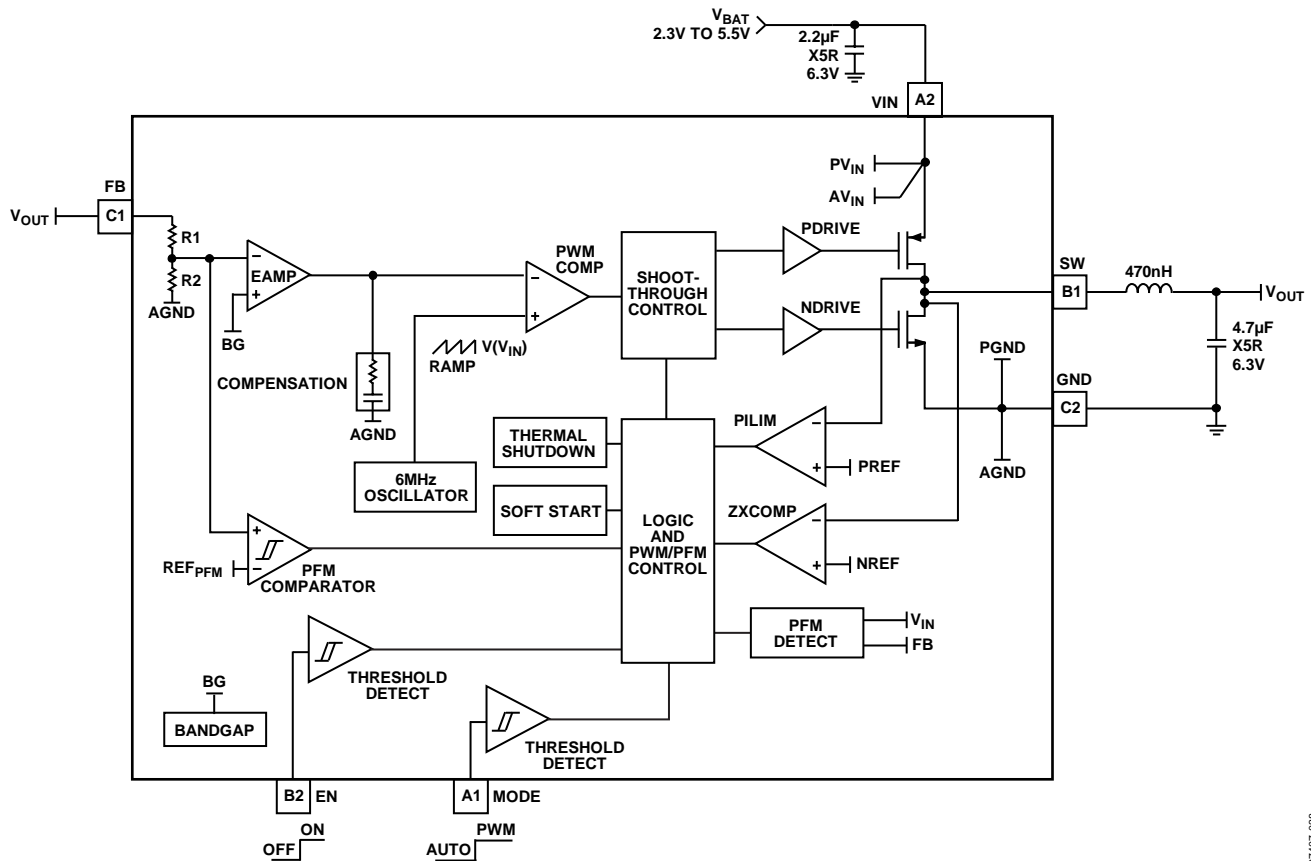 VBAT
2.3V TO 5.5V
2.2µF
X5R
6.3V
VIN
A2
PVIN
AVIN
FB
C1
VOUT
R1
R2
AGND
−
EAMP
+
BG
COMPENSATION
AGND
PWM
COMP
−
+
V(VIN)
RAMP
6MHz
OSCILLATOR
SHOOT-
THROUGH
CONTROL
PDRIVE
NDRIVE
SW
B1
470nH
VOUT
4.7µF
X5R
6.3V
PGND
GND
C2
AGND
THERMAL
SHUTDOWN
SOFT START
LOGIC
AND
PWM/PFM
CONTROL
PILIM
−
+
PREF
ZXCOMP
−
+
NREF
+
REFPFM
−
PFM
COMPARATOR
PFM
DETECT
VIN
FB
THRESHOLD
DETECT
BG
BANDGAP
THRESHOLD
DETECT
B2
EN
A1
MODE
ON
OFF
PWM
AUTO